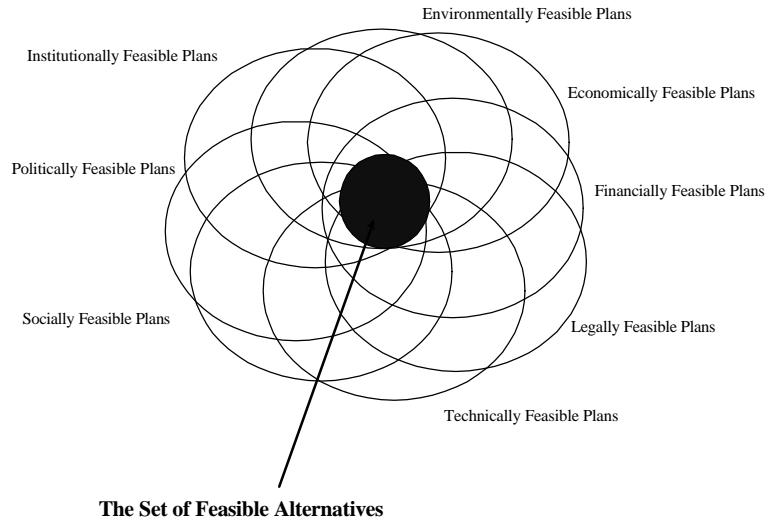 Environmentally Feasible Plans
Institutionally Feasible Plans
Economically Feasible Plans
Politically Feasible Plans
Financially Feasible Plans
Socially Feasible Plans
Legally Feasible Plans
Technically Feasible Plans
The Set of Feasible Alternatives